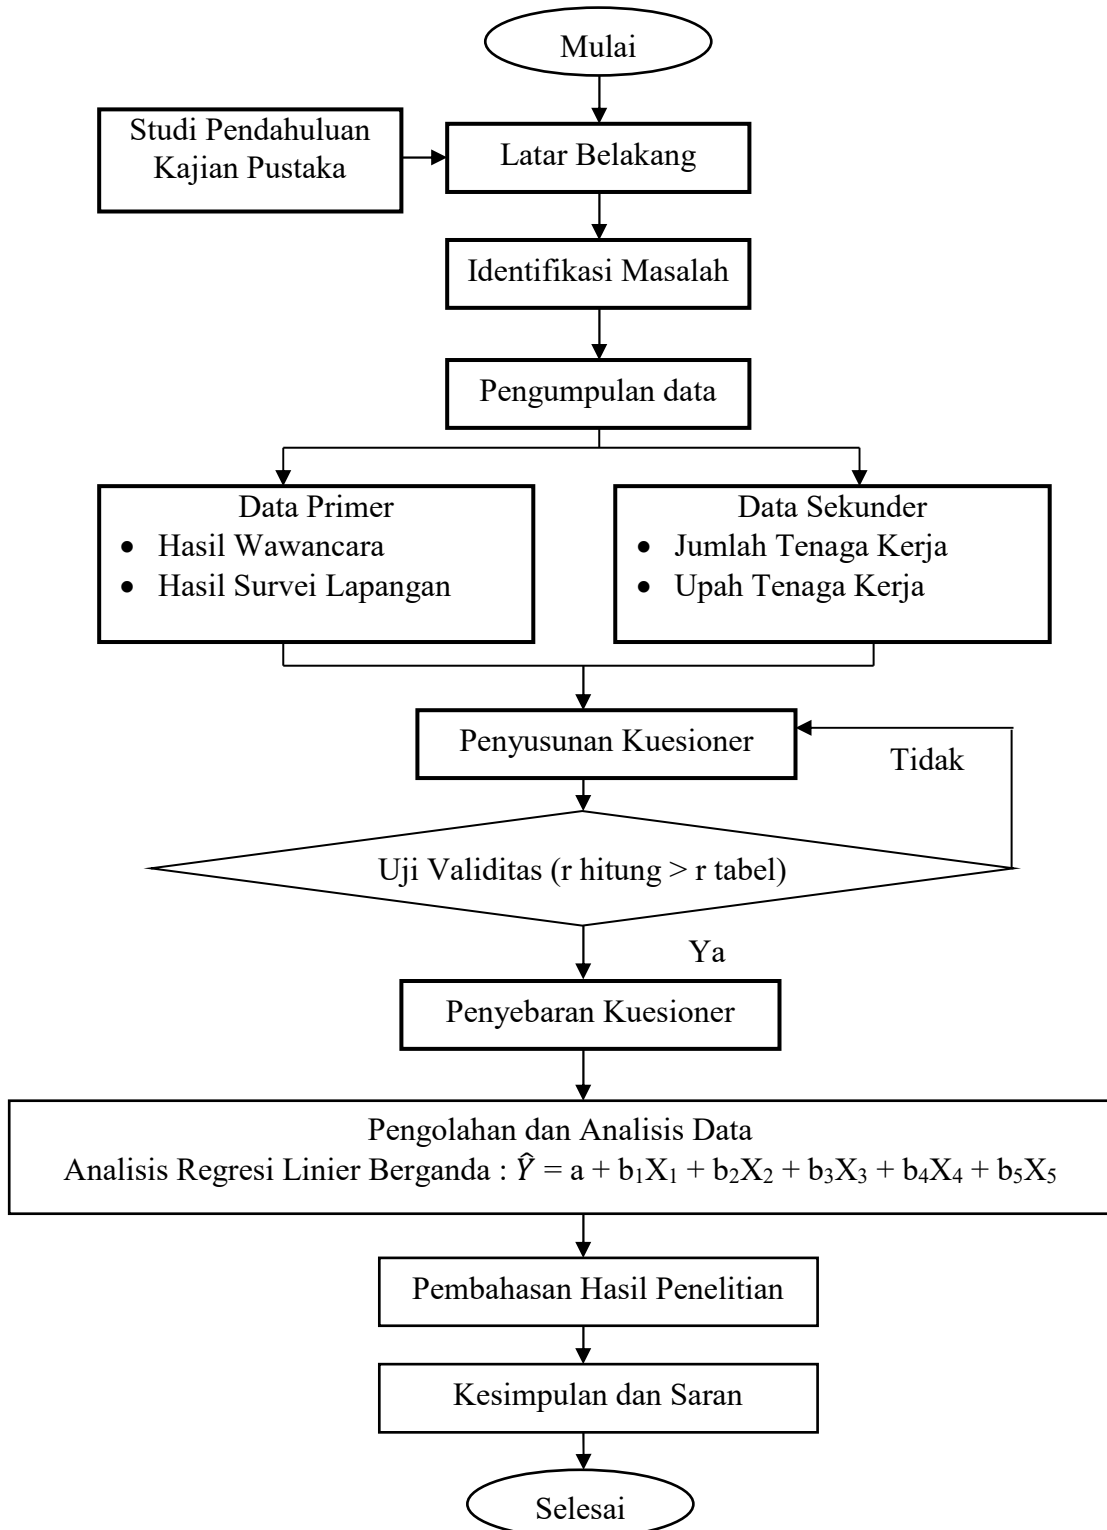 Mulai
Studi Pendahuluan
Kajian Pustaka
Latar Belakang
Identifikasi Masalah
Pengumpulan data
Data Primer
• Hasil Wawancara
• Hasil Survei Lapangan
Data Sekunder
• Jumlah Tenaga Kerja
• Upah Tenaga Kerja
Penyusunan Kuesioner
Tidak
Uji Validitas (r hitung > r tabel)
Ya
Penyebaran Kuesioner
Pengolahan dan Analisis Data
Analisis Regresi Linier Berganda : Ŷ = a + b₁X₁ + b₂X₂ + b₃X₃ + b₄X₄ + b₅X₅
Pembahasan Hasil Penelitian
Kesimpulan dan Saran
Selesai